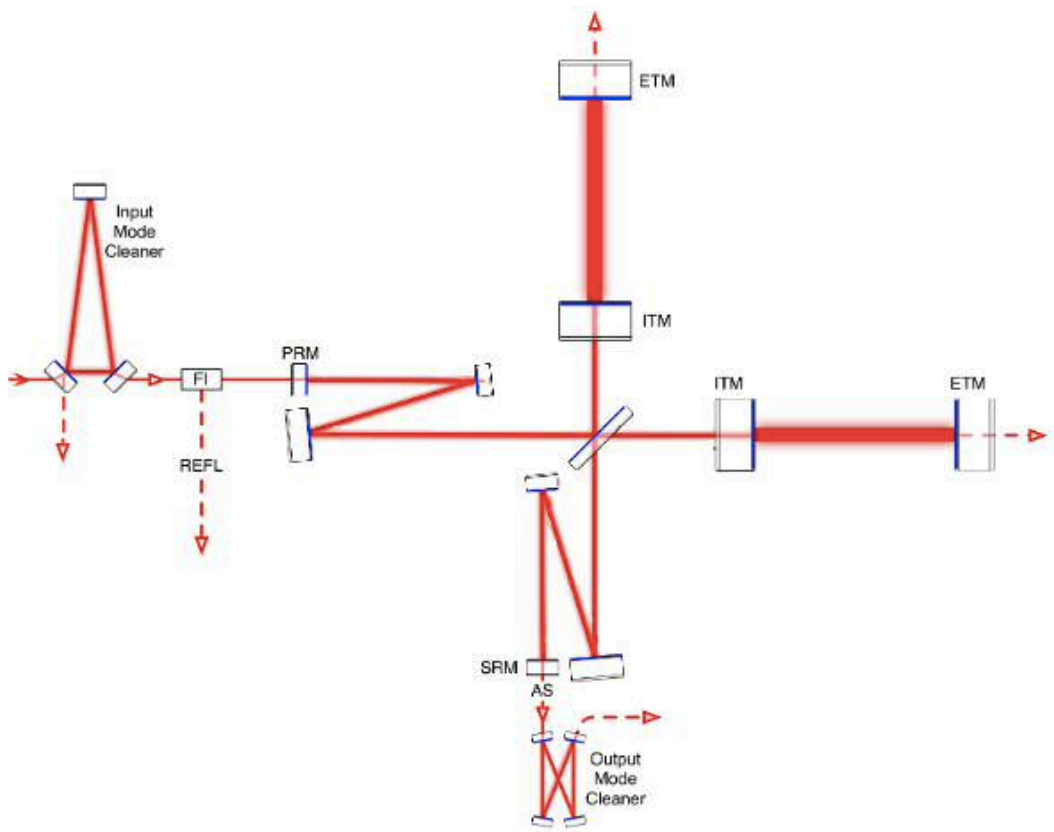 ETM
Input
Mode
Cleaner
ITM
PRM
FI
ITM
ETM
REFL
SRM
AS
Output
Mode
Cleaner